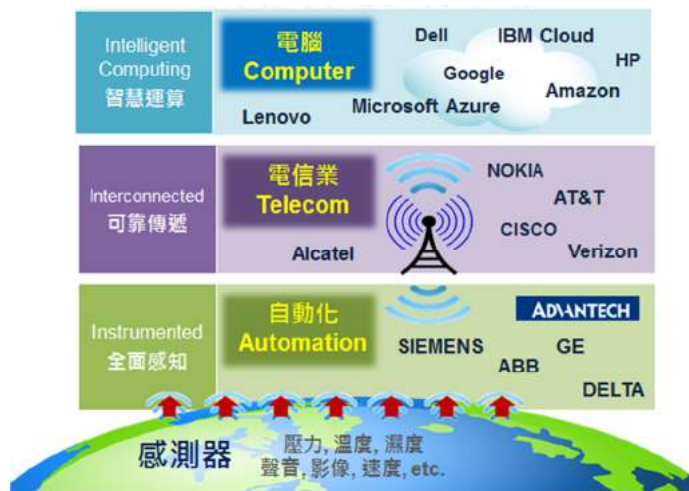 Intelligent
Computing
智慧運算
電腦
Computer
Dell
IBM Cloud
HP
Google
Amazon
Microsoft Azure
Lenovo
Interconnected
可靠傳遞
電信業
Telecom
NOKIA
AT&T
CISCO
Alcatel
Verizon
Instrumented
全面感知
自動化
Automation
ADVANTECH
SIEMENS
GE
ABB
DELTA
感測器
壓力, 溫度, 濕度
聲音, 影像, 速度, etc.